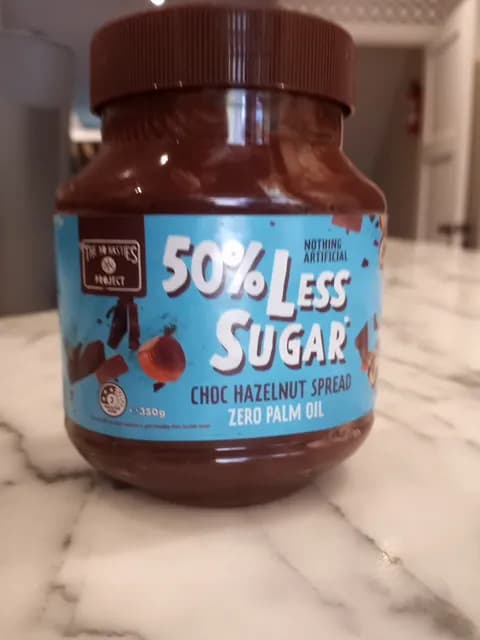 THE NO NASTIES
PROJECT
NOTHING
ARTIFICIAL
50% LESS
SUGAR*
CHOC HAZELNUT SPREAD
ZERO PALM OIL
350g